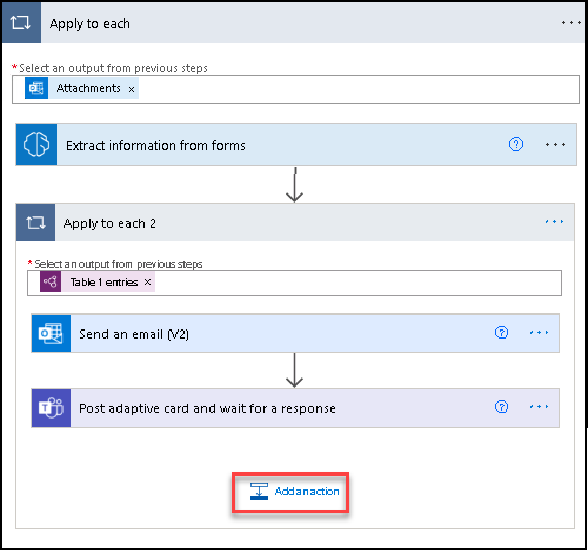 Apply to each
* Select an output from previous steps
Attachments x
Extract information from forms
Apply to each 2
* Select an output from previous steps
Table 1 entries x
Send an email (V2)
Post adaptive card and wait for a response
Add an action